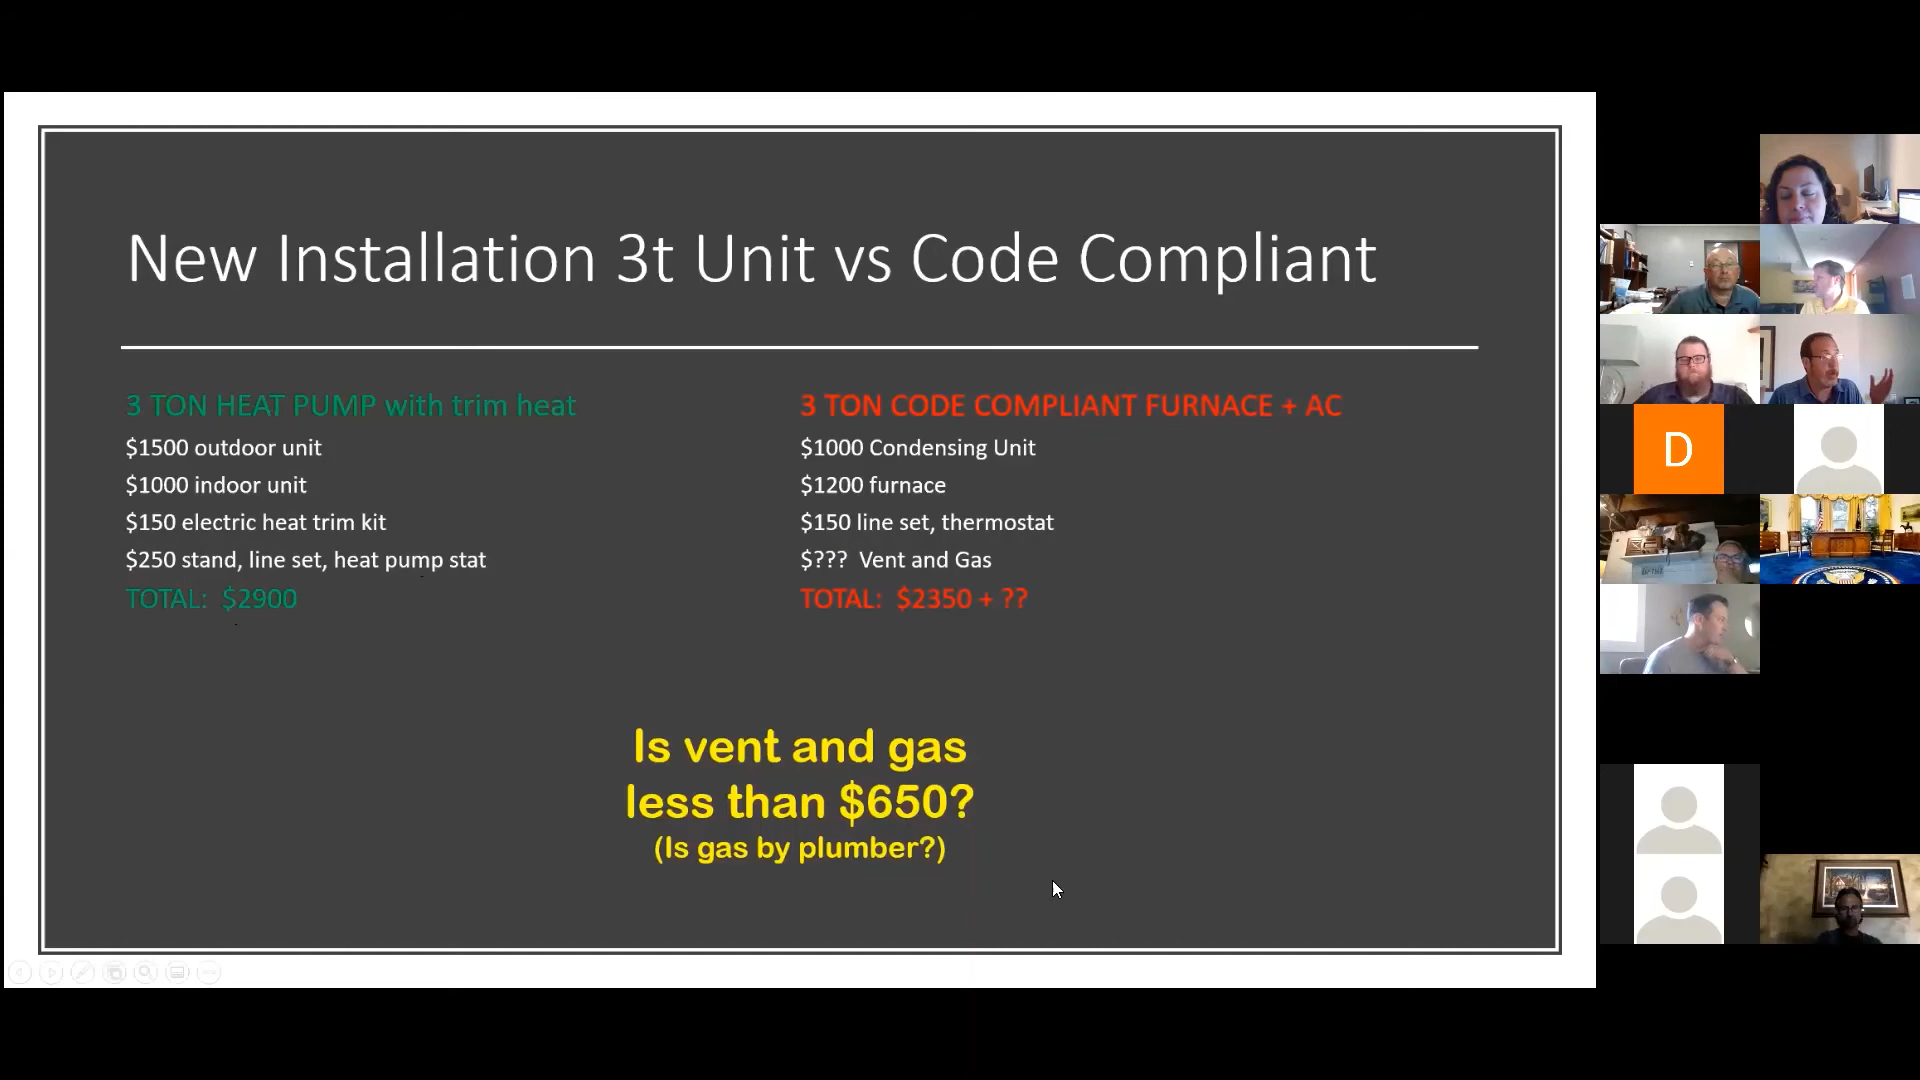 New Installation 3t Unit vs Code Compliant
3 TON HEAT PUMP with trim heat
$1500 outdoor unit
$1000 indoor unit
$150 electric heat trim kit
$250 stand, line set, heat pump stat
TOTAL:  $2900
3 TON CODE COMPLIANT FURNACE + AC
$1000 Condensing Unit
$1200 furnace
$150 line set, thermostat
$???  Vent and Gas
TOTAL:  $2350 + ??
Is vent and gas
less than $650?
(Is gas by plumber?)
D